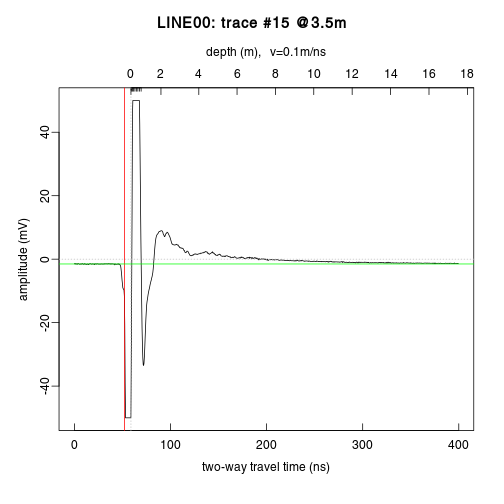 LINE00: trace #15 @3.5m
depth (m),  v=0.1m/ns
0 2 4 6 8 10 12 14 16 18
amplitude (mV)
40
20
0
-20
-40
0 100 200 300 400
two-way travel time (ns)